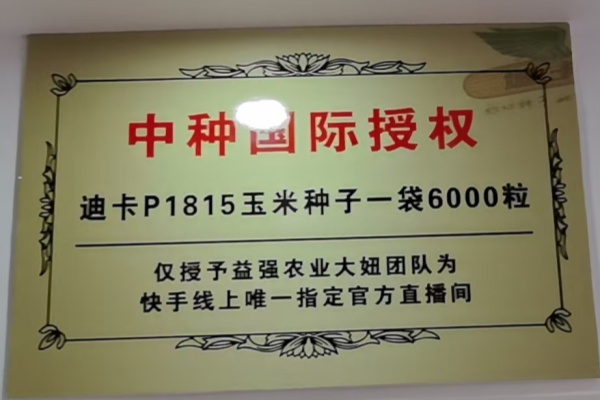 中种国际授权
迪卡P1815玉米种子一袋6000粒
仅授予益强农业大妞团队为
快手线上唯一指定官方直播间